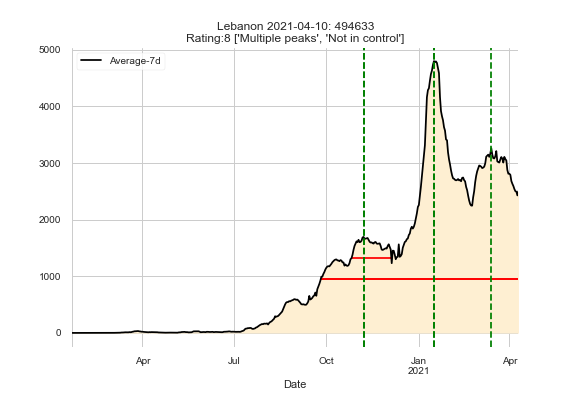 Lebanon 2021-04-10: 494633
Rating:8 ['Multiple peaks', 'Not in control']
Average-7d
5000
4000
3000
2000
1000
0
Apr
Jul
Oct
Jan
2021
Apr
Date